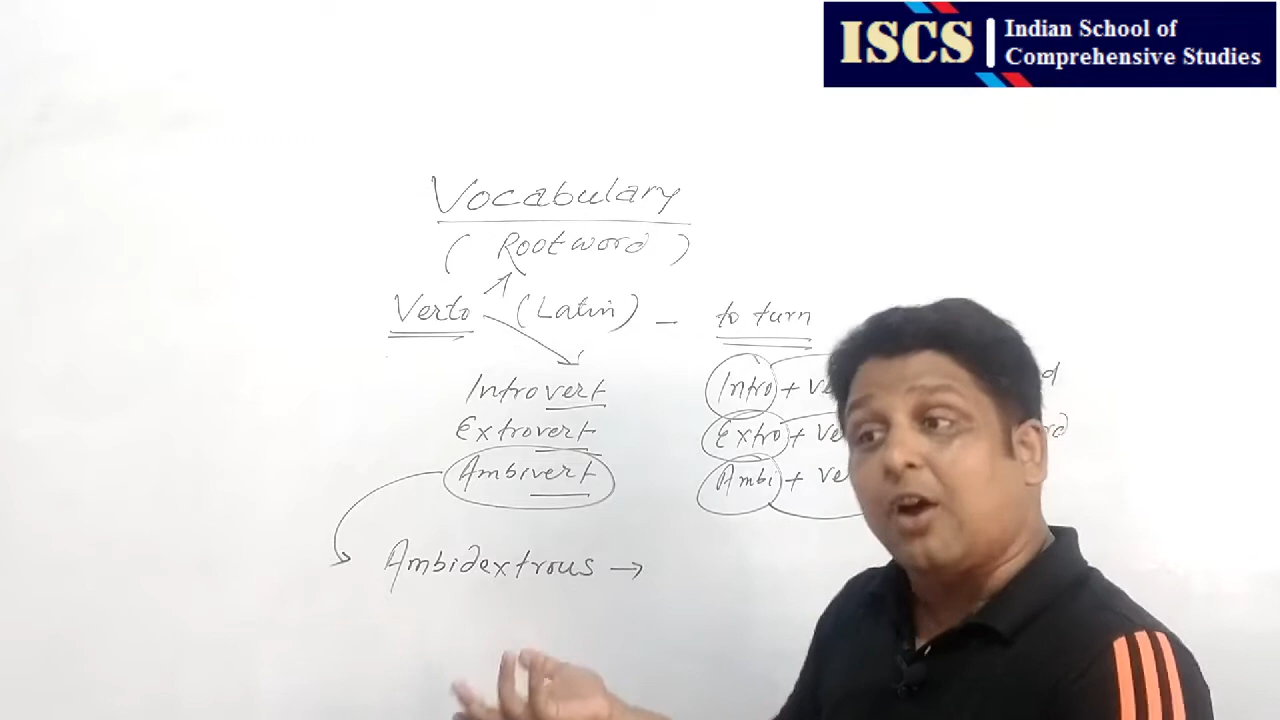 ISCS
Indian School of
Comprehensive Studies
Vocabulary
( Rootword )
Verto (Latin) - to turn
Introvert Intro + ve
Extrovert Extro + ve
Ambivert Ambi + ve
Ambidextrous →